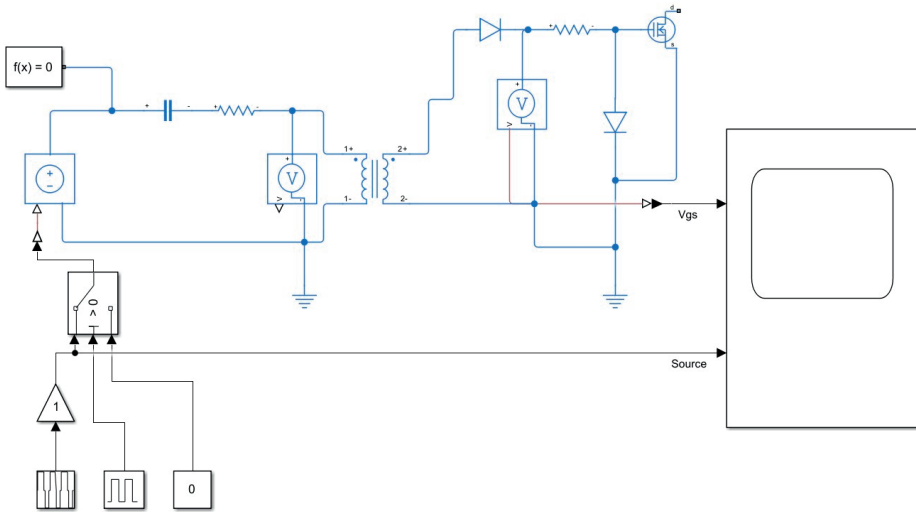 d
+ -
s
f(x) = 0
+ - + -
+
V
V -
+
-
+
V
V -
1+ 2+
1- 2-
Vgs
> 0
T
Source
1
0